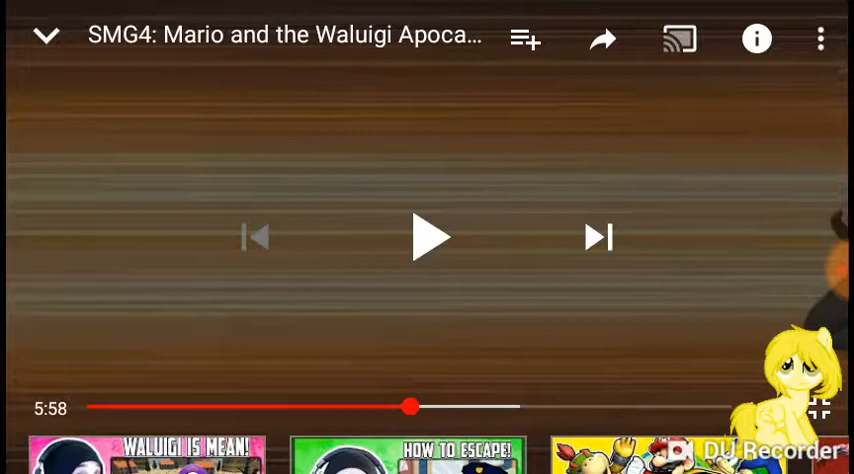 SMG4: Mario and the Waluigi Apoca...
5:58
WALUIGI IS MEAN!
HOW TO ESCAPE!
DU Recorder